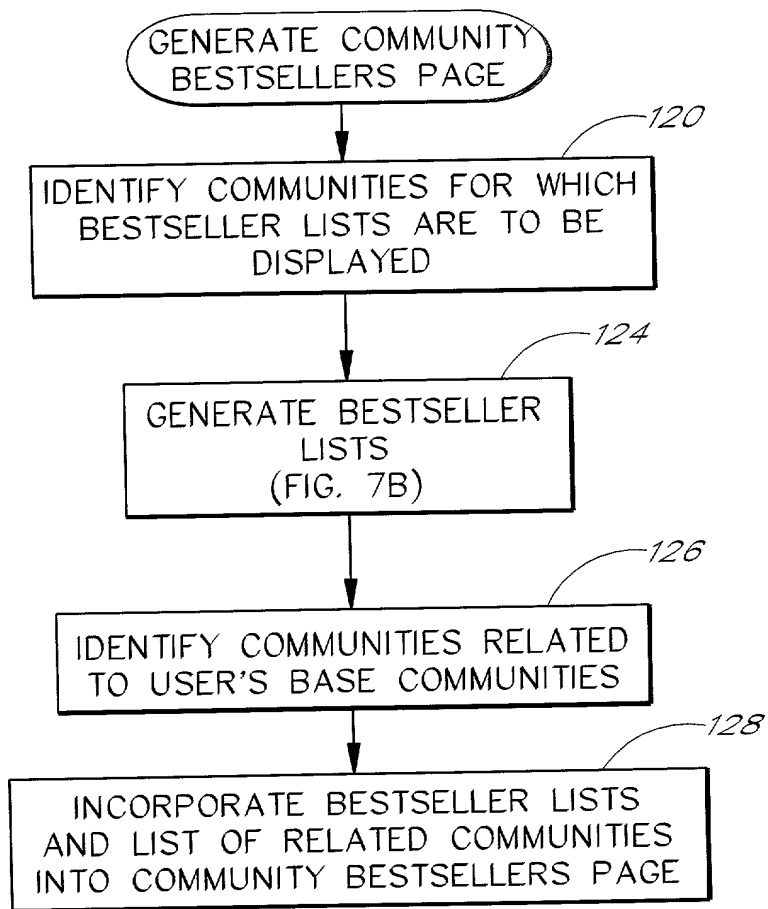 GENERATE COMMUNITY
BESTSELLERS PAGE
120
IDENTIFY COMMUNITIES FOR WHICH
BESTSELLER LISTS ARE TO BE
DISPLAYED
124
GENERATE BESTSELLER
LISTS
(FIG. 7B)
126
IDENTIFY COMMUNITIES RELATED
TO USER'S BASE COMMUNITIES
128
INCORPORATE BESTSELLER LISTS
AND LIST OF RELATED COMMUNITIES
INTO COMMUNITY BESTSELLERS PAGE